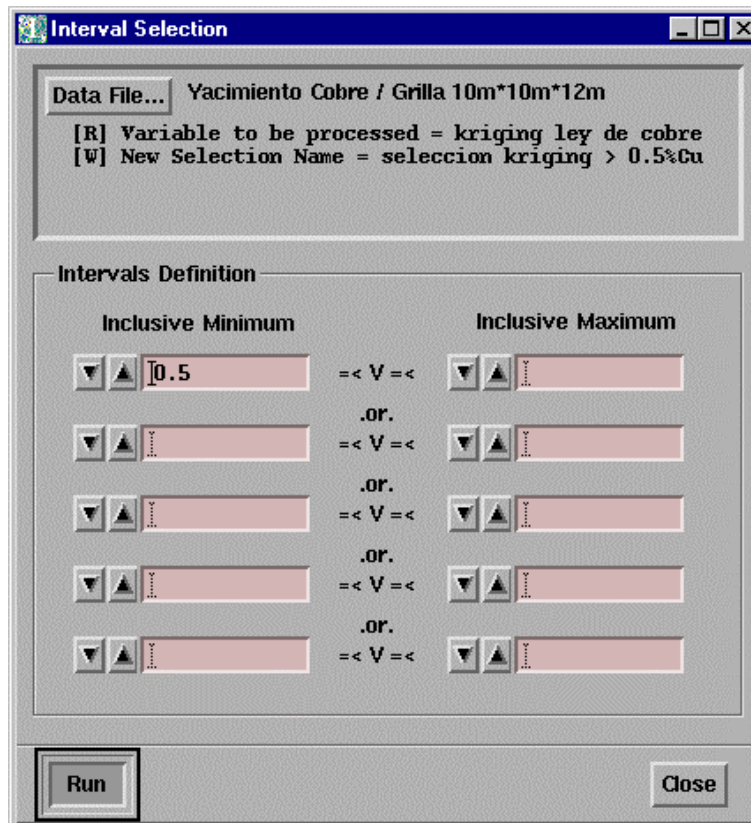 Interval Selection
Data File... Yacimiento Cobre / Grilla 10m*10m*12m
[R] Variable to be processed = kriging ley de cobre
[W] New Selection Name = seleccion kriging > 0.5%Cu
Intervals Definition
Inclusive Minimum Inclusive Maximum
0.5 =< V =<
.or.
=< V =<
.or.
=< V =<
.or.
=< V =<
.or.
=< V =<
Run Close